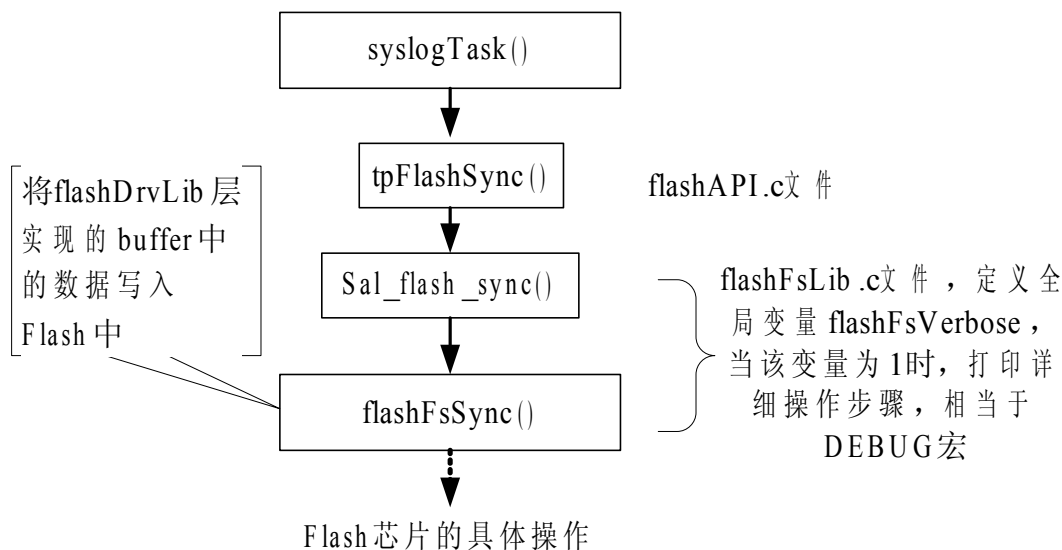 syslogTask()
tpFlashSync()
flashAPI.c文件
将flashDrvLib层
实现的buffer中
的数据写入
Flash中
Sal_flash_sync()
flashFsLib.c文件，定义全
局变量flashFsVerbose，
当该变量为1时，打印详
细操作步骤，相当于
DEBUG宏
flashFsSync()
Flash芯片的具体操作